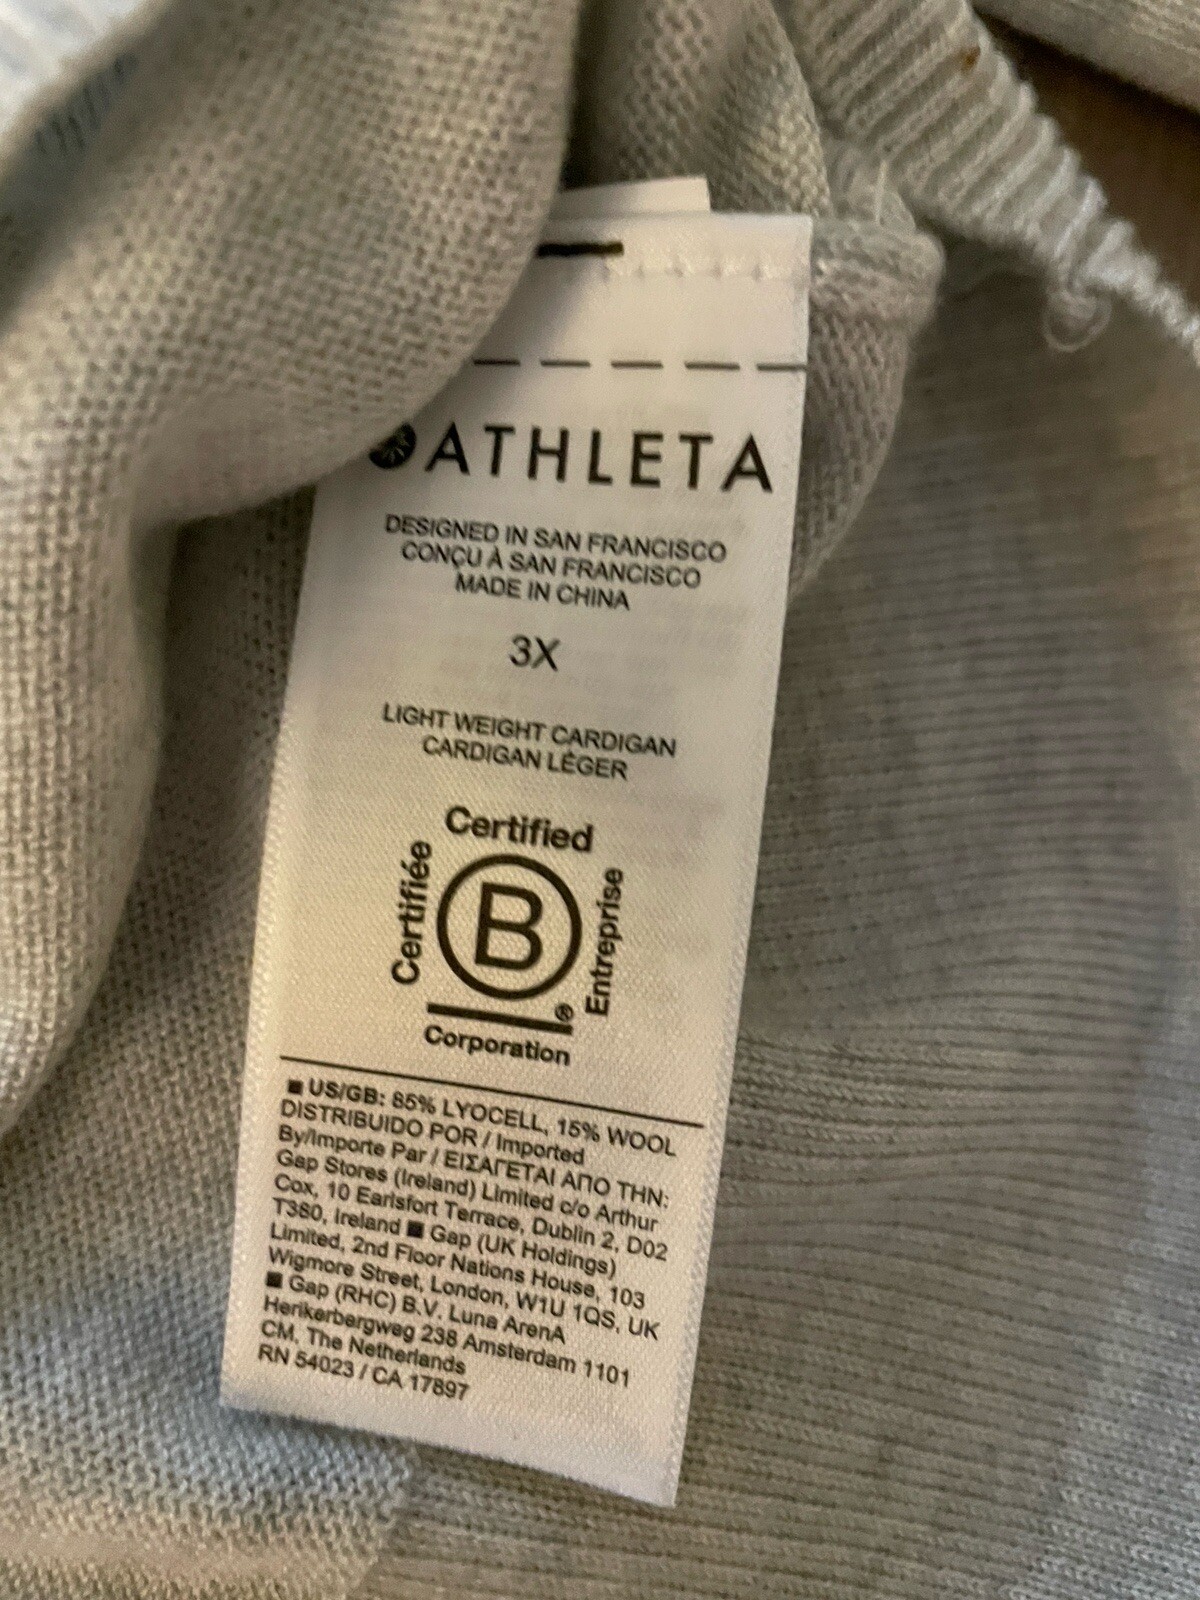 ATHLETA
DESIGNED IN SAN FRANCISCO
CONÇU À SAN FRANCISCO
MADE IN CHINA
3X
LIGHT WEIGHT CARDIGAN
CARDIGAN LÉGER
Certified
Certifiée
B
Entreprise
®
Corporation
■ US/GB: 85% LYOCELL, 15% WOOL
DISTRIBUIDO POR / Imported
By/Importe Par / ΕΙΣΑΓΕΤΑΙ ΑΠΟ ΤΗΝ:
Gap Stores (Ireland) Limited c/o Arthur
Cox, 10 Earlsfort Terrace, Dublin 2, D02
T380, Ireland ■ Gap (UK Holdings)
Limited, 2nd Floor Nations House, 103
Wigmore Street, London, W1U 1QS, UK
■ Gap (RHC) B.V. Luna ArenA
Herikerbergweg 238 Amsterdam 1101
CM, The Netherlands
RN 54023 / CA 17897